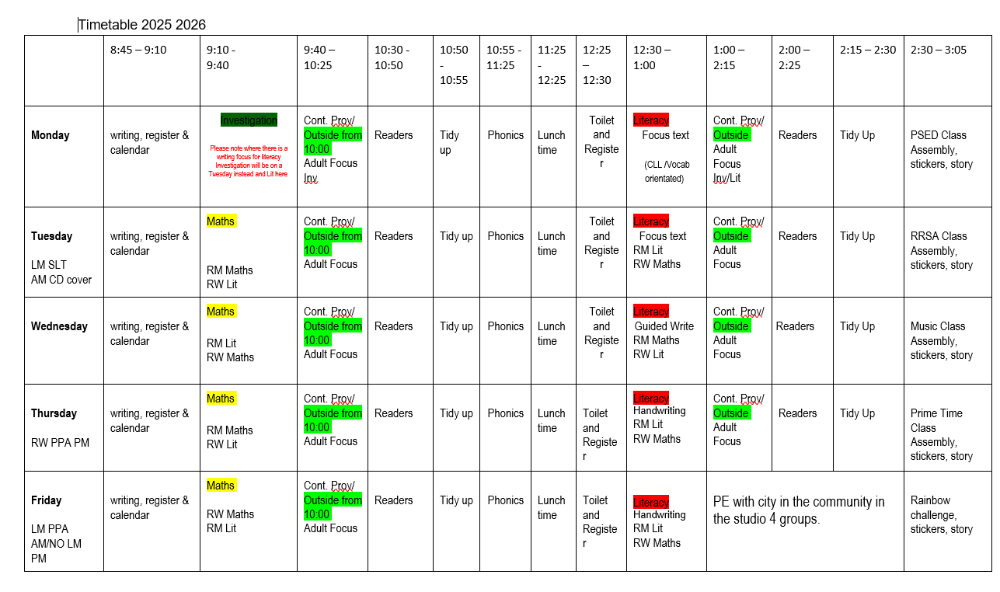 Timetable 2025 2026
8:45 – 9:10
9:10 -
9:40
9:40 –
10:25
10:30 -
10:50
10:50
-
10:55
10:55 -
11:25
11:25
-
12:25
12:25
–
12:30
12:30 –
1:00
1:00 –
2:15
2:00 –
2:25
2:15 – 2:30
2:30 – 3:05
Monday
writing, register &
calendar
Investigation
Please note where there is a
writing focus for literacy
Investigation will be on a
Tuesday instead and Lit here
Cont. Prov/
Outside from
10:00
Adult Focus
Inv
Readers
Tidy
up
Phonics
Lunch
time
Toilet
and
Registe
r
Literacy
Focus text
(CLL /Vocab
orientated)
Cont. Prov/
Outside
Adult
Focus
Inv/Lit
Readers
Tidy Up
PSED Class
Assembly,
stickers, story
Tuesday
LM SLT
AM CD cover
writing, register &
calendar
Maths
RM Maths
RW Lit
Cont. Prov/
Outside from
10:00
Adult Focus
Readers
Tidy up
Phonics
Lunch
time
Toilet
and
Registe
r
Literacy
Focus text
RM Lit
RW Maths
Cont. Prov/
Outside
Adult
Focus
Readers
Tidy Up
RRSA Class
Assembly,
stickers, story
Wednesday
writing, register &
calendar
Maths
RM Lit
RW Maths
Cont. Prov/
Outside from
10:00
Adult Focus
Readers
Tidy up
Phonics
Lunch
time
Toilet
and
Registe
r
Literacy
Guided Write
RM Maths
RW Lit
Cont. Prov/
Outside
Adult
Focus
Readers
Tidy Up
Music Class
Assembly,
stickers, story
Thursday
RW PPA PM
writing, register &
calendar
Maths
RM Maths
RW Lit
Cont. Prov/
Outside from
10:00
Adult Focus
Readers
Tidy up
Phonics
Lunch
time
Toilet
and
Registe
r
Literacy
Handwriting
RM Lit
RW Maths
Cont. Prov/
Outside
Adult
Focus
Readers
Tidy Up
Prime Time
Class
Assembly,
stickers, story
Friday
LM PPA
AM/NO LM
PM
writing, register &
calendar
Maths
RW Maths
RM Lit
Cont. Prov/
Outside from
10:00
Adult Focus
Readers
Tidy up
Phonics
Lunch
time
Toilet
and
Registe
r
Literacy
Handwriting
RM Lit
RW Maths
PE with city in the community in
the studio 4 groups.
Rainbow
challenge,
stickers, story